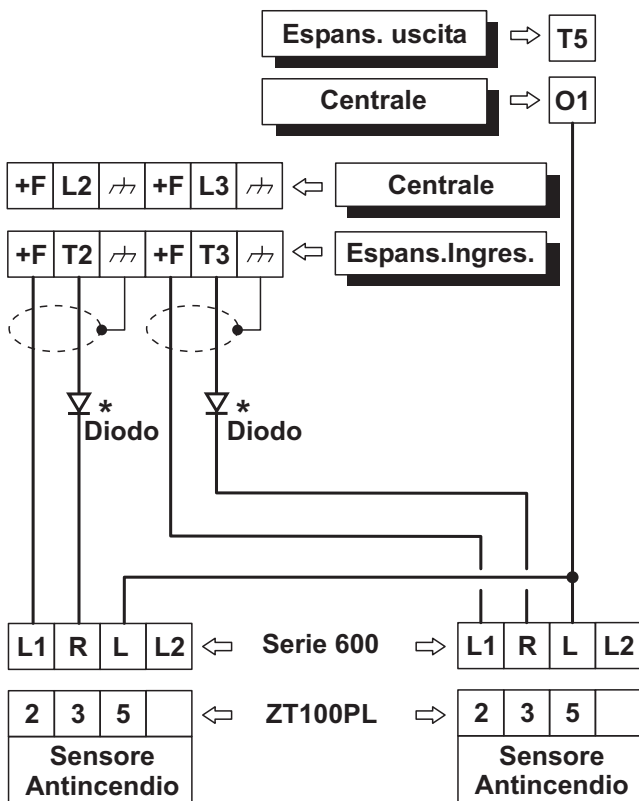 Espans. uscita T5
Centrale O1
+F L2 +F L3 Centrale
+F T2 +F T3 Espans.Ingres.
* *
Diodo Diodo
L1 R L L2 Serie 600 L1 R L L2
2 3 5 ZT100PL 2 3 5
Sensore Sensore
Antincendio Antincendio